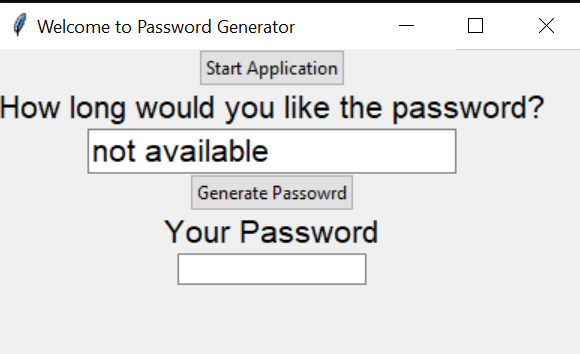 Welcome to Password Generator
Start Application
How long would you like the password?
not available
Generate Passowrd
Your Password